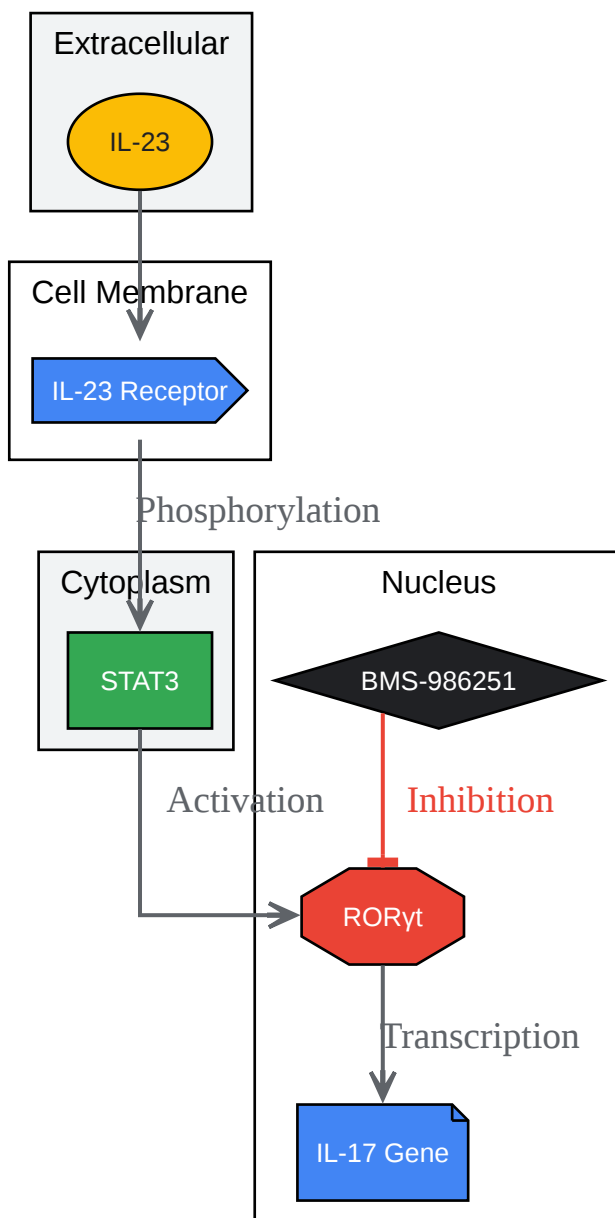 Extracellular
IL-23
Cell Membrane
IL-23 Receptor
Phosphorylation
Cytoplasm
Nucleus
STAT3
BMS-986251
Activation
Inhibition
RORγt
Transcription
IL-17 Gene